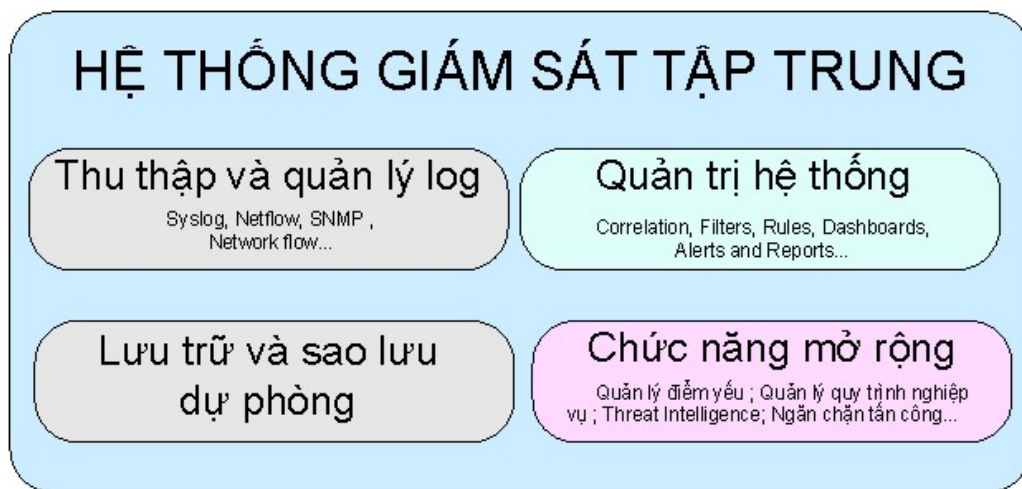 HỆ THỐNG GIÁM SÁT TẬP TRUNG
Thu thập và quản lý log
Syslog, Netflow, SNMP ,
Network flow...
Quản trị hệ thống
Correlation, Filters, Rules, Dashboards,
Alerts and Reports...
Lưu trữ và sao lưu
dự phòng
Chức năng mở rộng
Quản lý điểm yếu ; Quản lý quy trình nghiệp
vụ ; Threat Intelligence; Ngăn chặn tấn công...